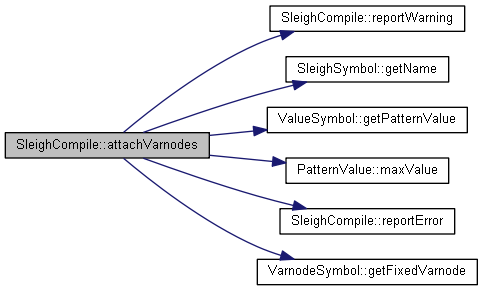 SleighCompile::reportWarning
SleighSymbol::getName
ValueSymbol::getPatternValue
SleighCompile::attachVarnodes
PatternValue::maxValue
SleighCompile::reportError
VarnodeSymbol::getFixedVarnode